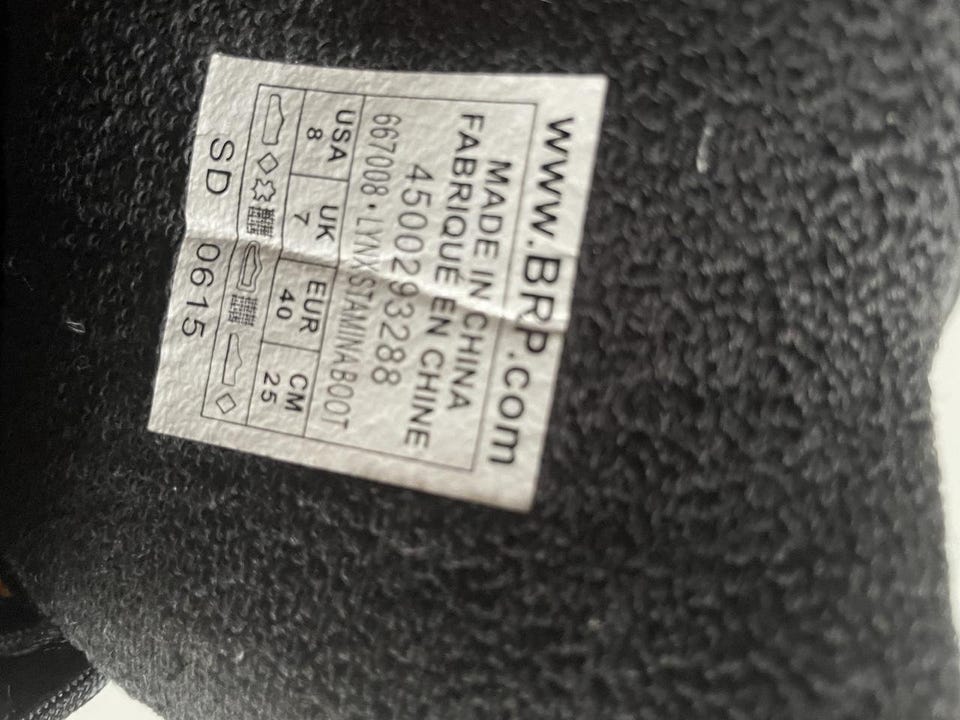 www.BRP.com
MADE IN CHINA
FABRIQUÉ EN CHINE
4500293288
667008 · LYNX STAMINA BOOT
USA UK EUR CM
8 7 40 25
SD 0615